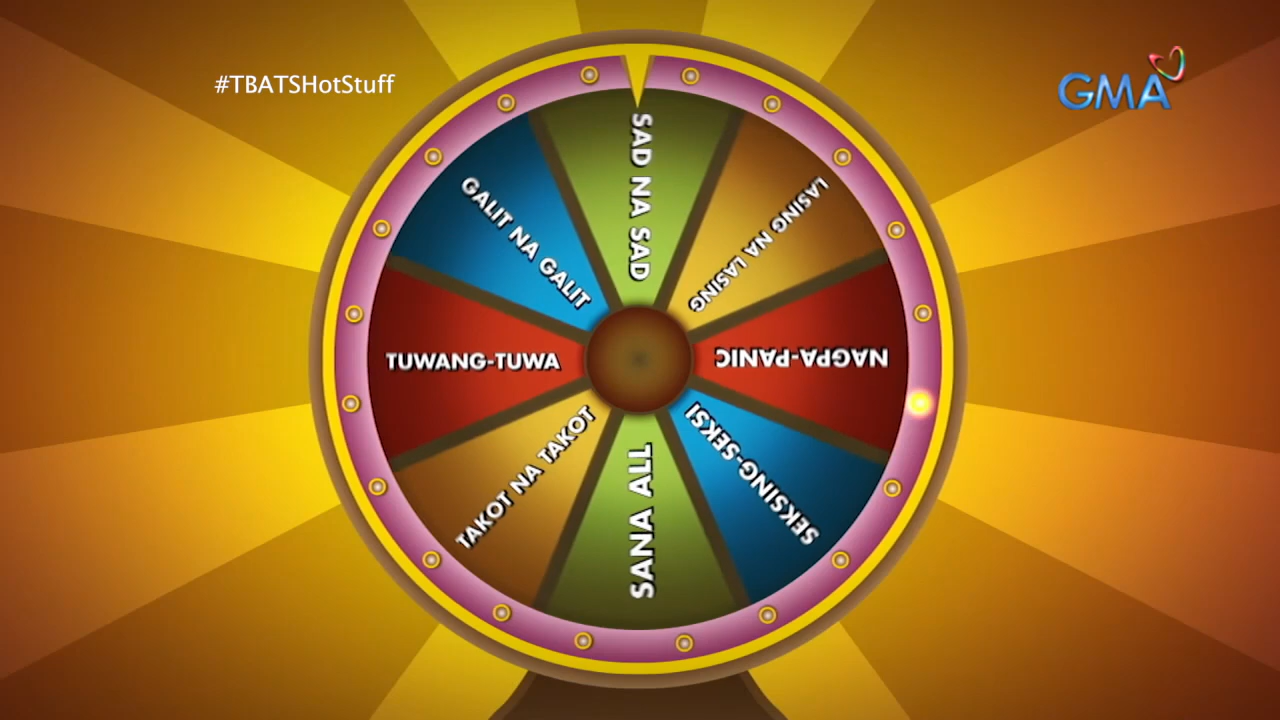 #TBATSHotStuff
GMA
SAD NA SAD
LASING NA LASING
NAGPA-PANIC
SEKSING-SEKSI
SANA ALL
TAKOT NA TAKOT
TUWANG-TUWA
GALIT NA GALIT